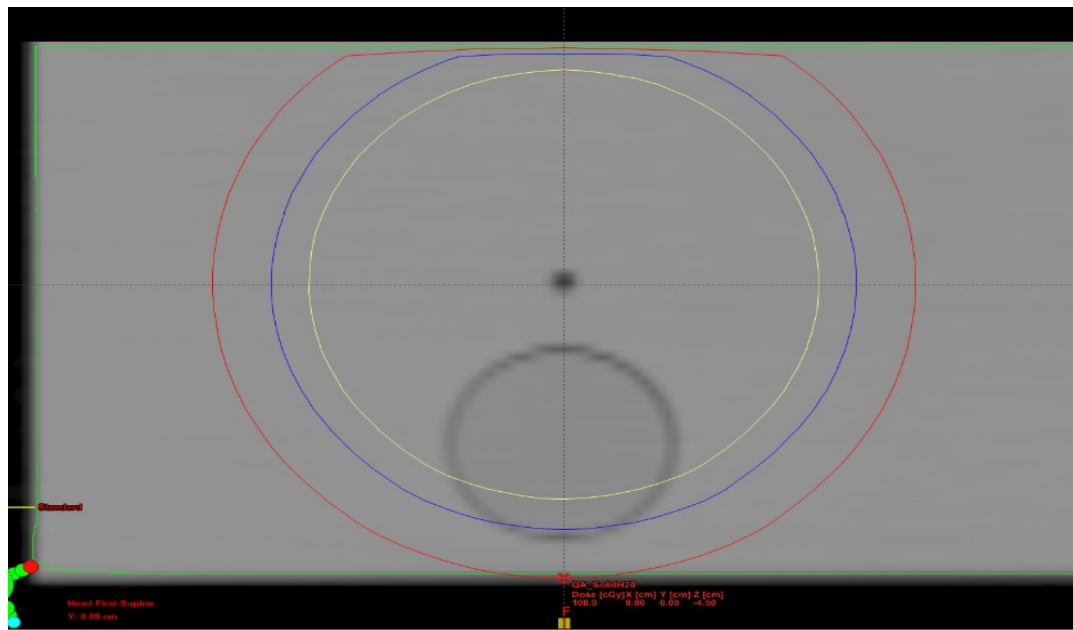 Standard
QA_SolidH20
Dose [cGy] X [cm] Y [cm] Z [cm]
100.0 0.00 0.00 -4.50
Head First-Supine
Y: 0.00 cm
F